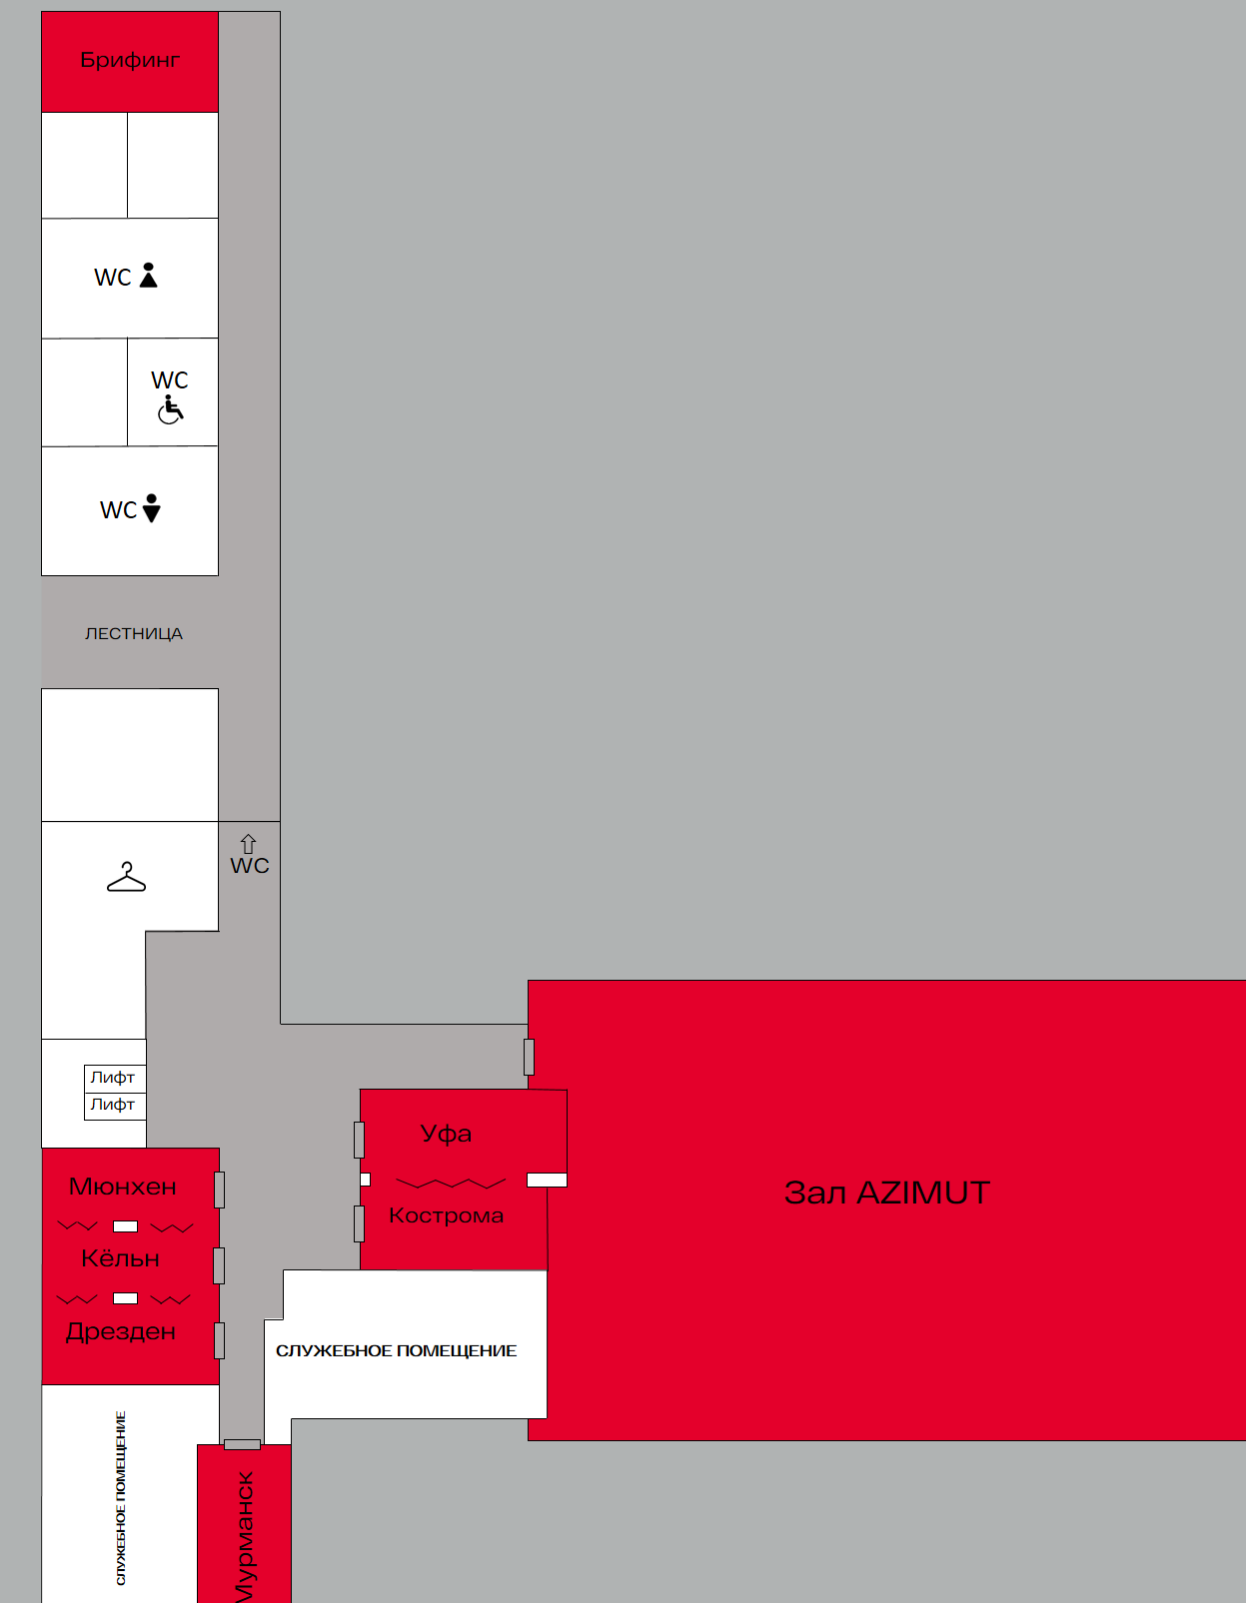 Брифинг
WC
WC
WC
ЛЕСТНИЦА
WC
Лифт
Лифт
Уфа
Мюнхен
Зал AZIMUT
Кострома
Кёльн
Дрезден
СЛУЖЕБНОЕ ПОМЕЩЕНИЕ
СЛУЖЕБНОЕ ПОМЕЩЕНИЕ
Мурманск